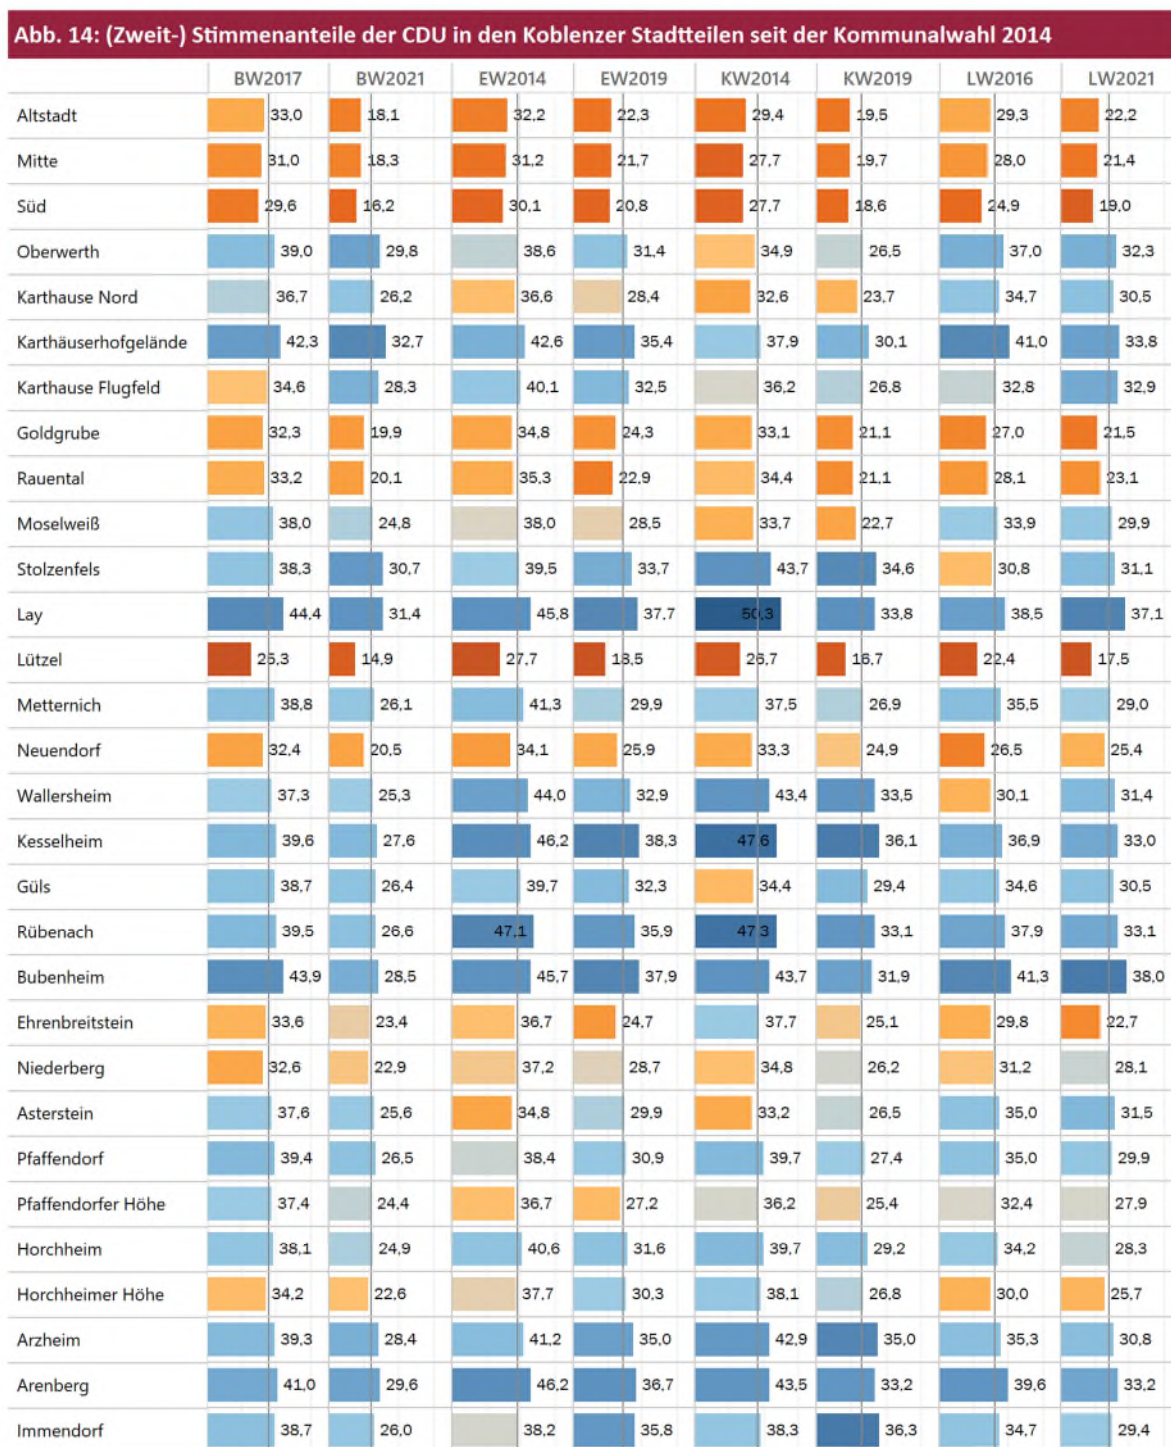 Abb. 14: (Zweit-) Stimmenanteile der CDU in den Koblenzer Stadtteilen seit der Kommunalwahl 2014
BW2017 BW2021 EW2014 EW2019 KW2014 KW2019 LW2016 LW2021
Altstadt 33,0 18,1 32,2 22,3 29,4 19,5 29,3 22,2
Mitte 31,0 18,3 31,2 21,7 27,7 19,7 28,0 21,4
Süd 29,6 16,2 30,1 20,8 27,7 18,6 24,9 19,0
Oberwerth 39,0 29,8 38,6 31,4 34,9 26,5 37,0 32,3
Karthause Nord 36,7 26,2 36,6 28,4 32,6 23,7 34,7 30,5
Karthäuserhofgelände 42,3 32,7 42,6 35,4 37,9 30,1 41,0 33,8
Karthause Flugfeld 34,6 28,3 40,1 32,5 36,2 26,8 32,8 32,9
Goldgrube 32,3 19,9 34,8 24,3 33,1 21,1 27,0 21,5
Rauental 33,2 20,1 35,3 22,9 34,4 21,1 28,1 23,1
Moselweiß 38,0 24,8 38,0 28,5 33,7 22,7 33,9 29,9
Stolzenfels 38,3 30,7 39,5 33,7 43,7 34,6 30,8 31,1
Lay 44,4 31,4 45,8 37,7 50,3 33,8 38,5 37,1
Lützel 25,3 14,9 27,7 18,5 26,7 16,7 22,4 17,5
Metternich 38,8 26,1 41,3 29,9 37,5 26,9 35,5 29,0
Neuendorf 32,4 20,5 34,1 25,9 33,3 24,9 26,5 25,4
Wallersheim 37,3 25,3 44,0 32,9 43,4 33,5 30,1 31,4
Kesselheim 39,6 27,6 46,2 38,3 47,6 36,1 36,9 33,0
Güls 38,7 26,4 39,7 32,3 34,4 29,4 34,6 30,5
Rübenach 39,5 26,6 47,1 35,9 47,3 33,1 37,9 33,1
Bubenheim 43,9 28,5 45,7 37,9 43,7 31,9 41,3 38,0
Ehrenbreitstein 33,6 23,4 36,7 24,7 37,7 25,1 29,8 22,7
Niederberg 32,6 22,9 37,2 28,7 34,8 26,2 31,2 28,1
Asterstein 37,6 25,6 34,8 29,9 33,2 26,5 35,0 31,5
Pfaffendorf 39,4 26,5 38,4 30,9 39,7 27,4 35,0 29,9
Pfaffendorfer Höhe 37,4 24,4 36,7 27,2 36,2 25,4 32,4 27,9
Horchheim 38,1 24,9 40,6 31,6 39,7 29,2 34,2 28,3
Horchheimer Höhe 34,2 22,6 37,7 30,3 38,1 26,8 30,0 25,7
Arzheim 39,3 28,4 41,2 35,0 42,9 35,0 35,3 30,8
Arenberg 41,0 29,6 46,2 36,7 43,5 33,2 39,6 33,2
Immendorf 38,7 26,0 38,2 35,8 38,3 36,3 34,7 29,4